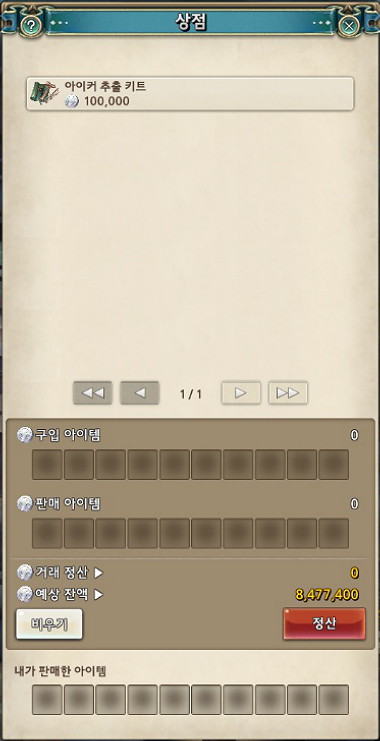 ?
상점
아이커 추출 키트
100,000
1 / 1
구입 아이템 0
판매 아이템 0
거래 정산 ▶ 0
예상 잔액 ▶ 8,477,400
비우기 정산
내가 판매한 아이템